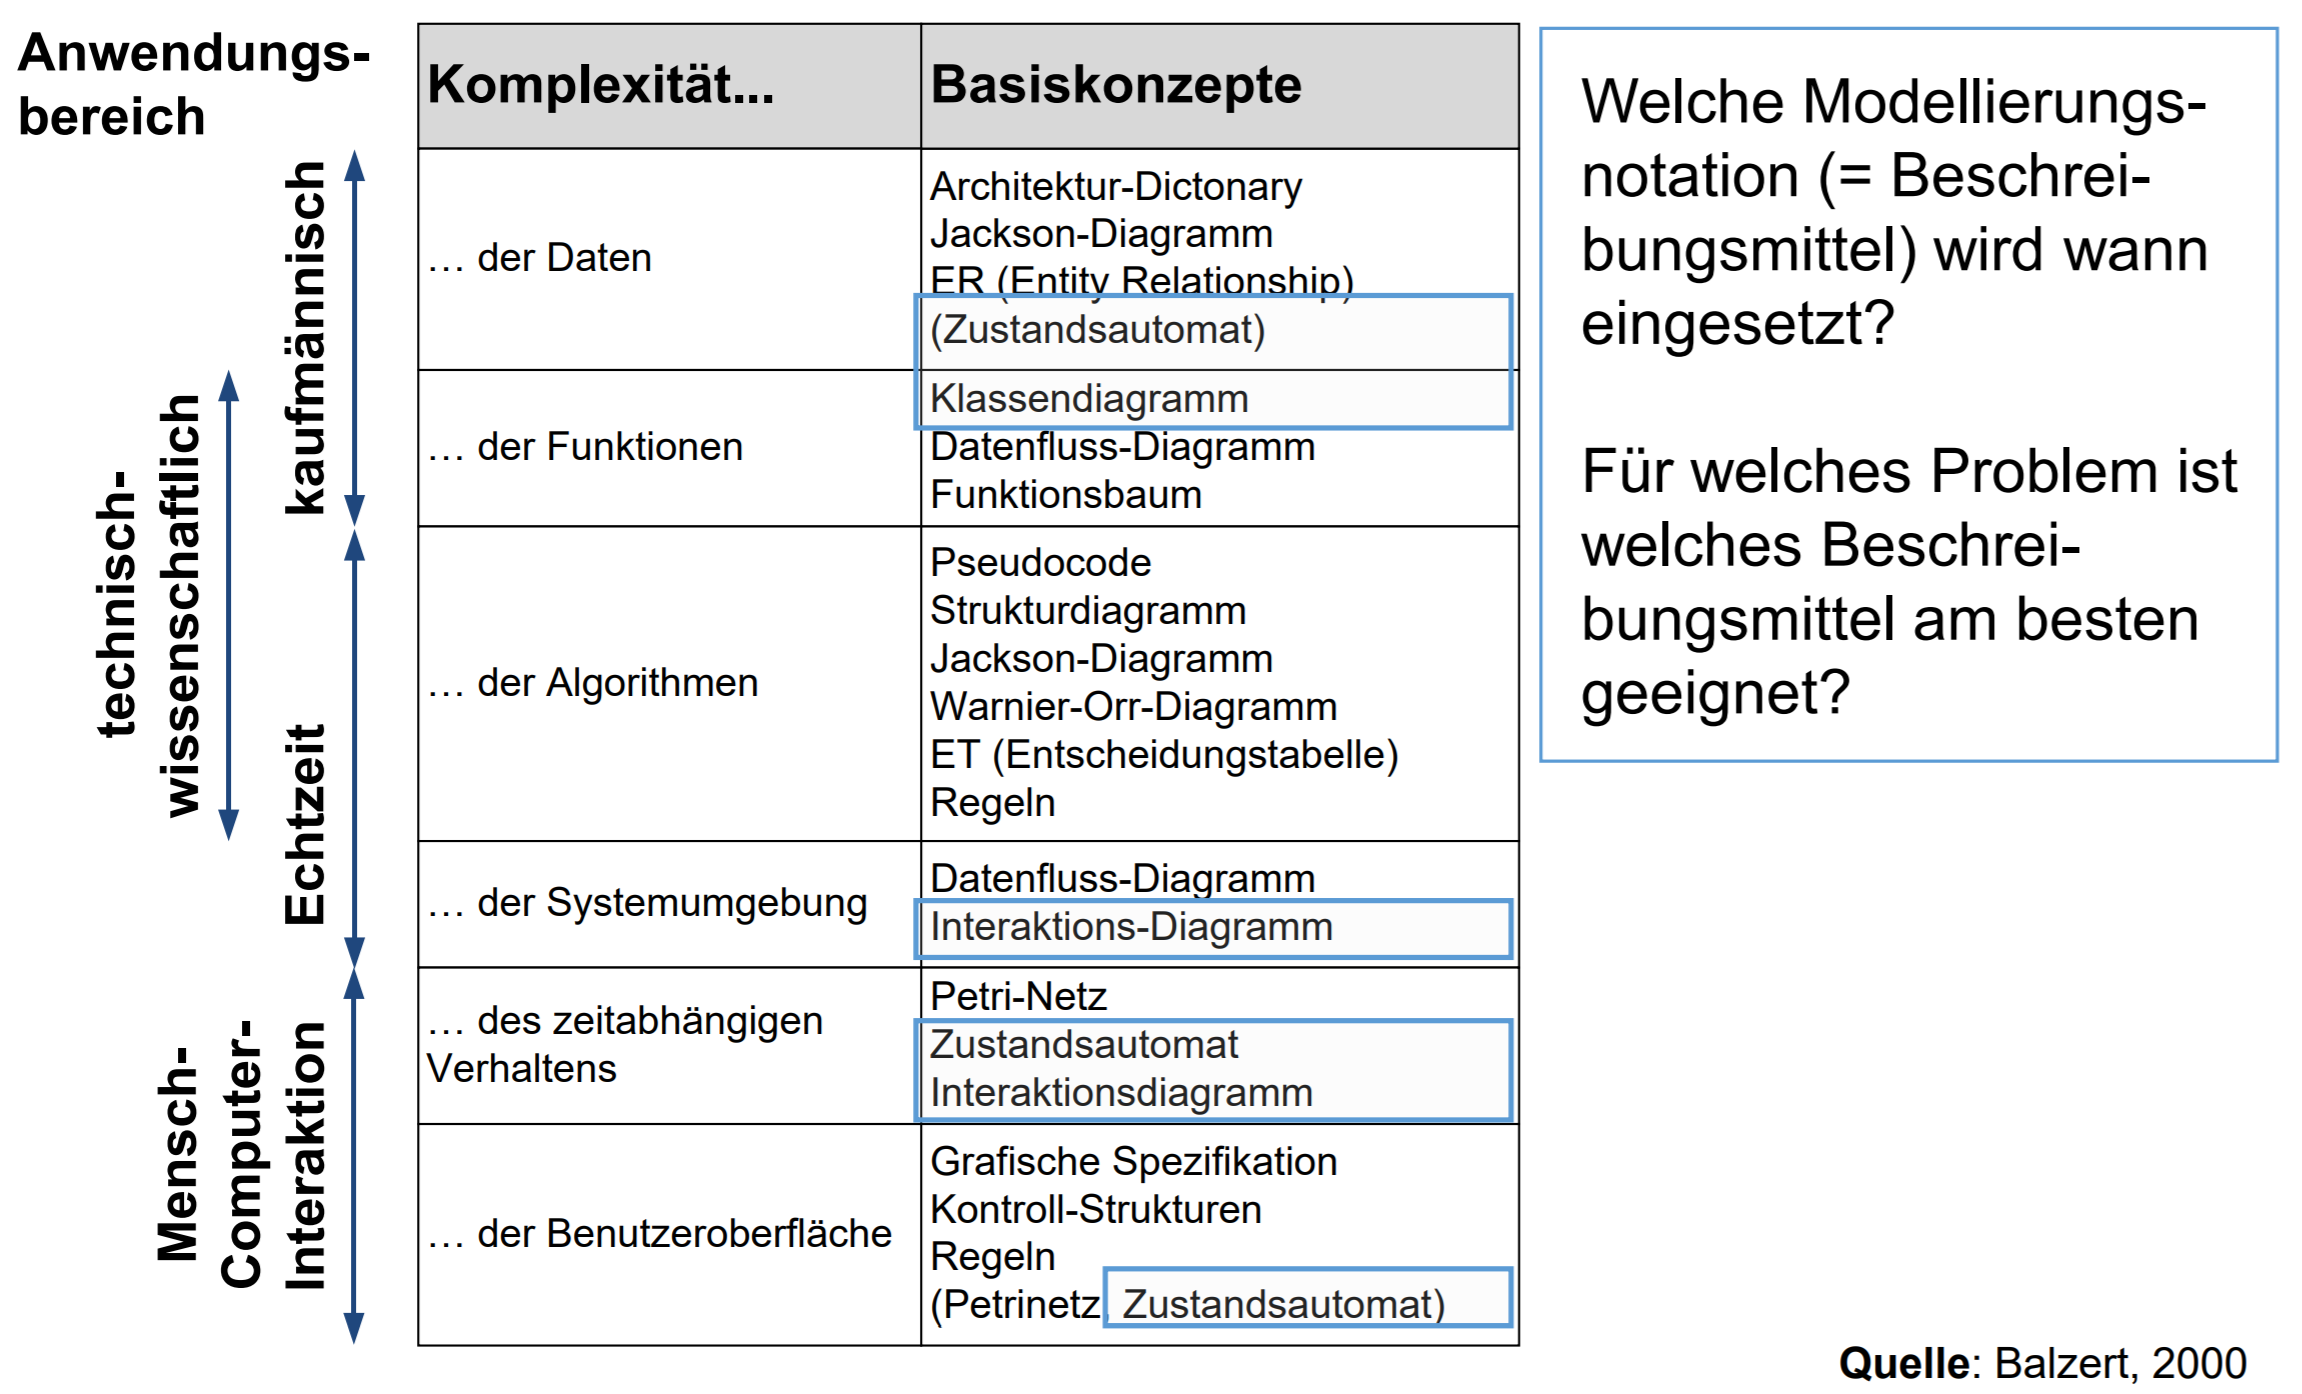 Anwendungs-
bereich
Komplexität...
Basiskonzepte
kaufmännisch
technisch-
wissenschaftlich
Echtzeit
Mensch-
Computer-
Interaktion
… der Daten
Architektur-Dictonary
Jackson-Diagramm
ER (Entity Relationship)
(Zustandsautomat)
… der Funktionen
Klassendiagramm
Datenfluss-Diagramm
Funktionsbaum
… der Algorithmen
Pseudocode
Strukturdiagramm
Jackson-Diagramm
Warnier-Orr-Diagramm
ET (Entscheidungstabelle)
Regeln
… der Systemumgebung
Datenfluss-Diagramm
Interaktions-Diagramm
… des zeitabhängigen
Verhaltens
Petri-Netz
Zustandsautomat
Interaktionsdiagramm
… der Benutzeroberfläche
Grafische Spezifikation
Kontroll-Strukturen
Regeln
(Petrinetz, Zustandsautomat)
Welche Modellierungs-
notation (= Beschrei-
bungsmittel) wird wann
eingesetzt?
Für welches Problem ist
welches Beschrei-
bungsmittel am besten
geeignet?
Quelle: Balzert, 2000